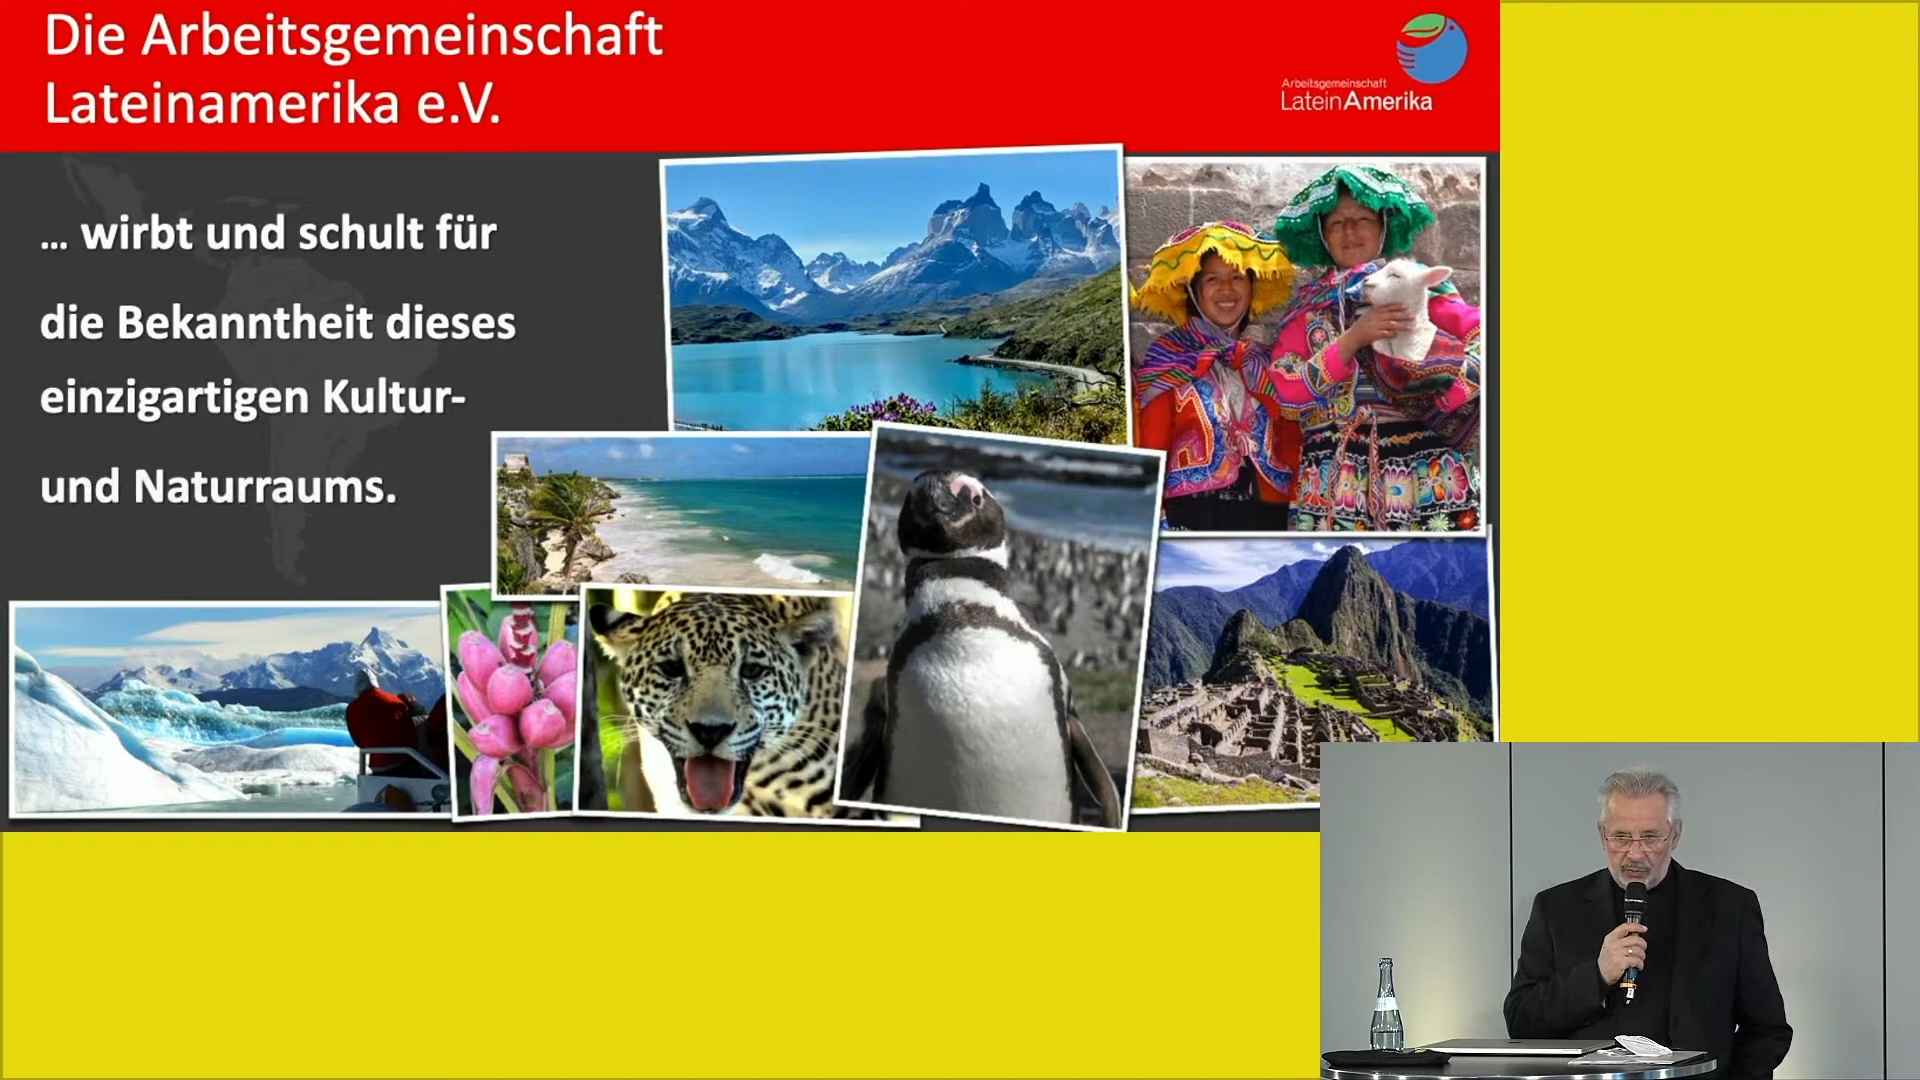 Die Arbeitsgemeinschaft
Lateinamerika e.V.
Arbeitsgemeinschaft
LateinAmerika
... wirbt und schult für
die Bekanntheit dieses
einzigartigen Kultur-
und Naturraums.